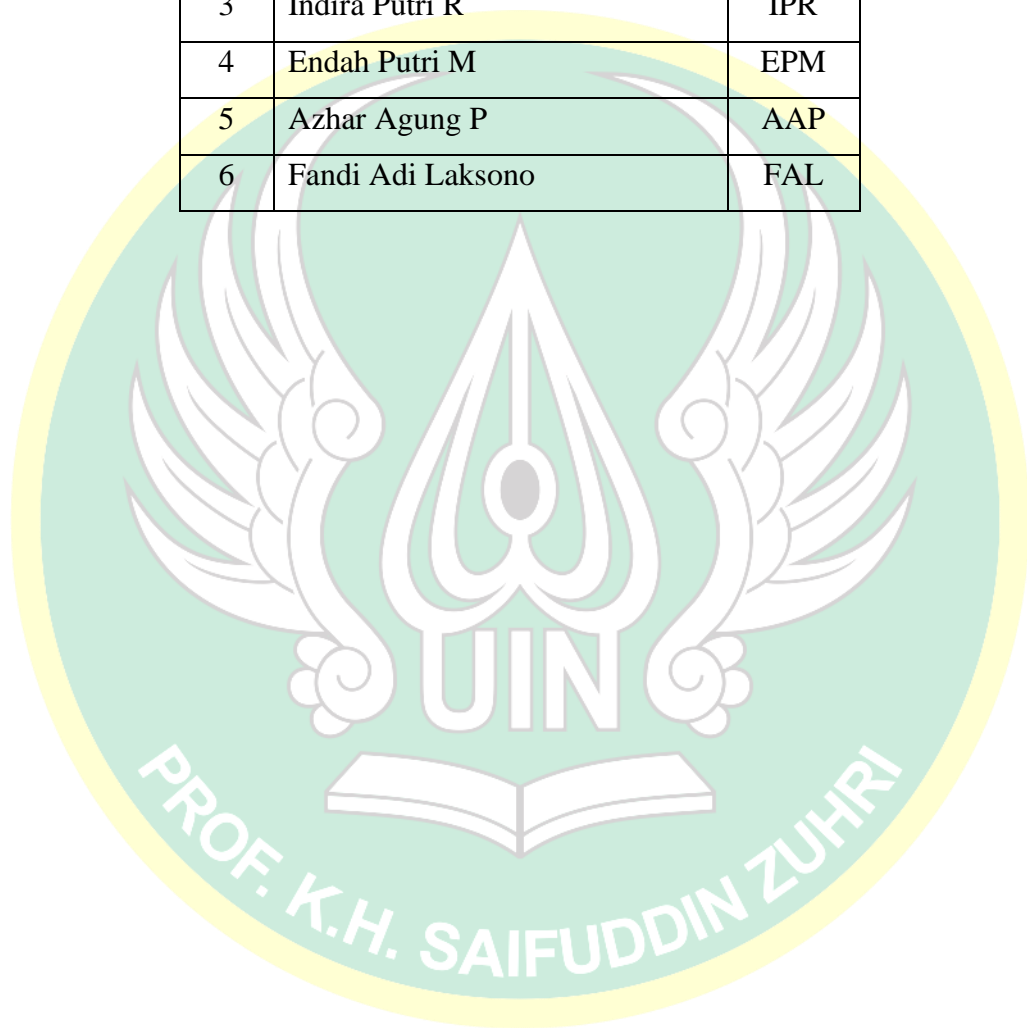 3 Indira Putri R IPR
4 Endah Putri M EPM
5 Azhar Agung P AAP
6 Fandi Adi Laksono FAL
UIN
PROF. K.H. SAIFUDDIN ZUHRI